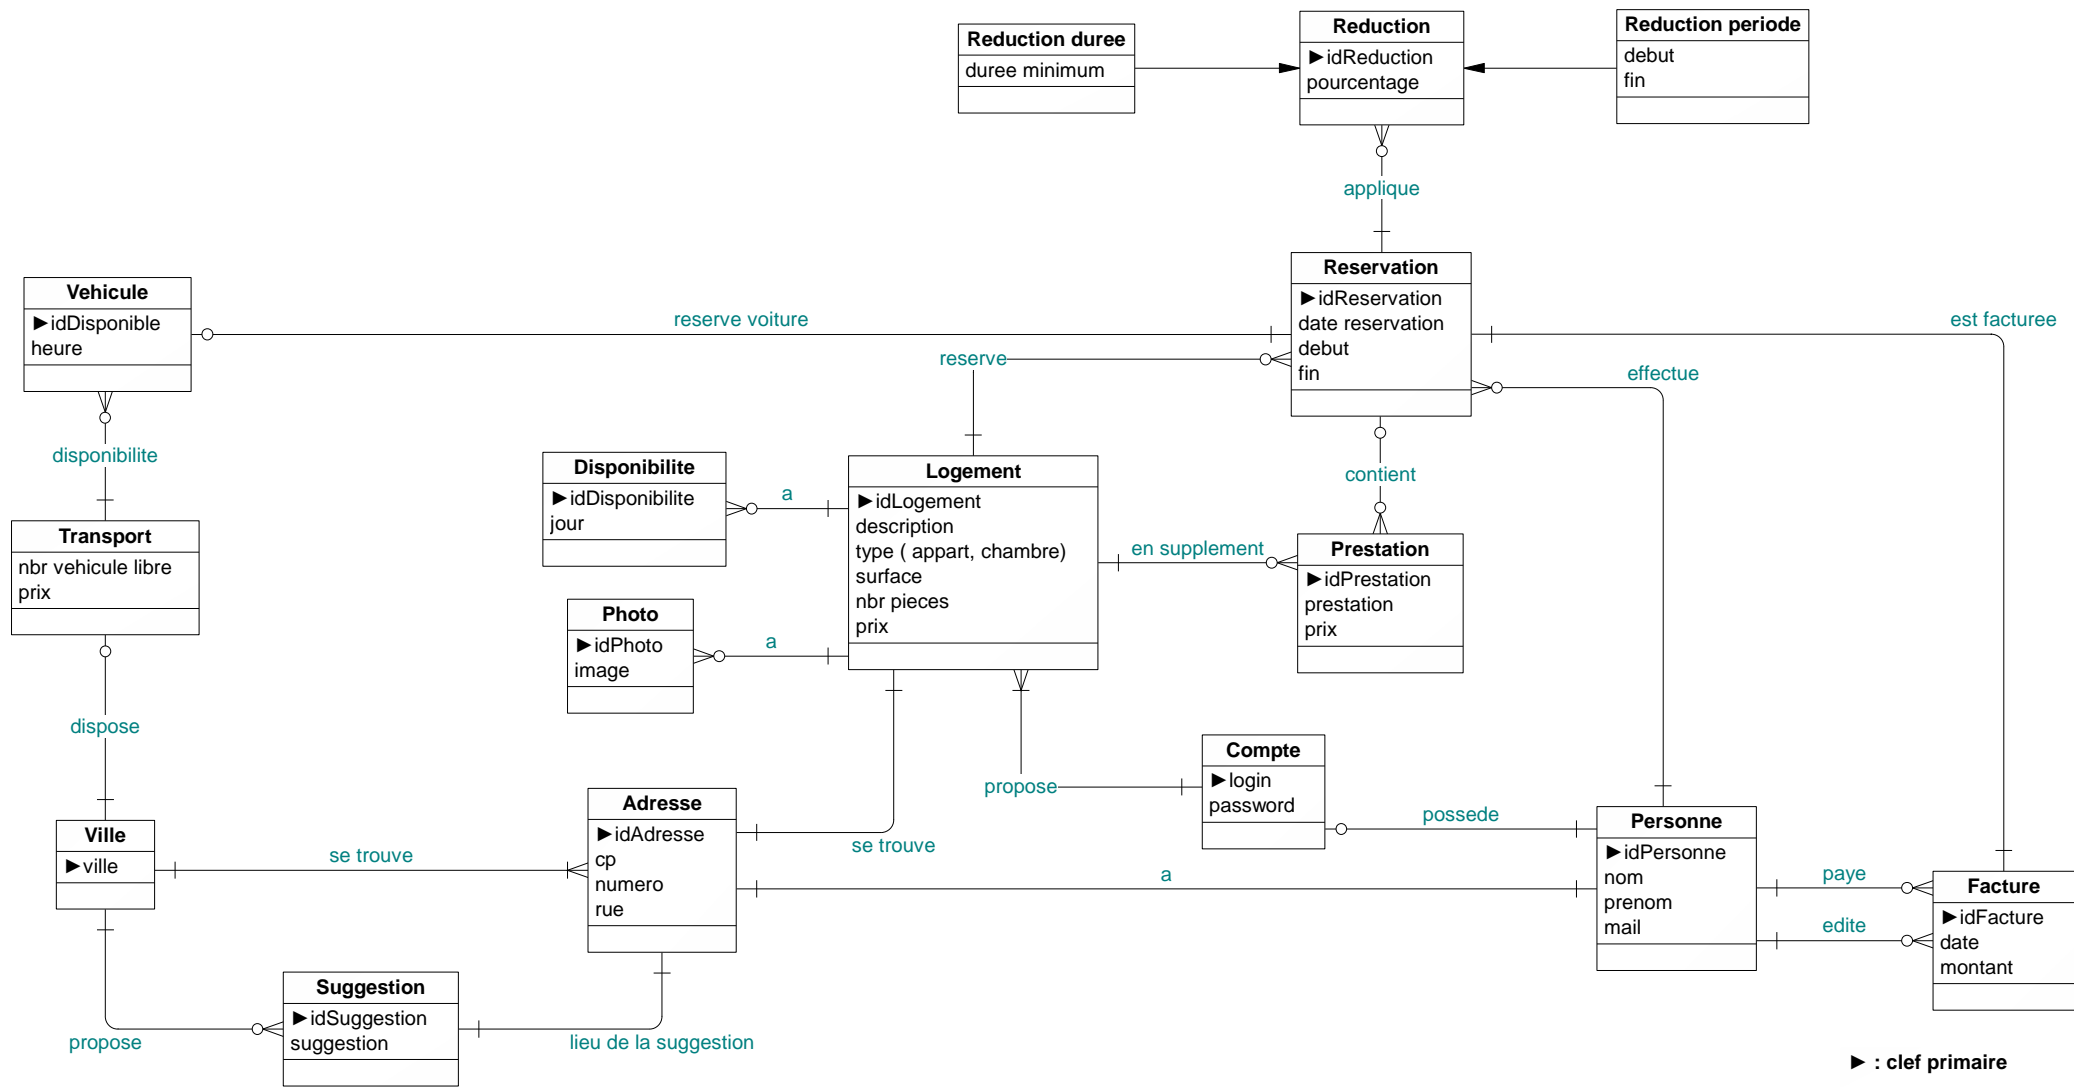 Reduction duree
duree minimum
Reduction
►idReduction
pourcentage
Reduction periode
debut
fin
applique
Vehicule
►idDisponible
heure
reserve voiture
Reservation
►idReservation
date reservation
debut
fin
est facturee
reserve
effectue
disponibilite
Disponibilite
►idDisponibilite
jour
a
Logement
►idLogement
description
type ( appart, chambre)
surface
nbr pieces
prix
contient
en supplement
Prestation
►idPrestation
prestation
prix
Transport
nbr vehicule libre
prix
Photo
►idPhoto
image
a
dispose
Compte
►login
password
propose
possede
Adresse
►idAdresse
cp
numero
rue
se trouve
Ville
►ville
se trouve
a
Personne
►idPersonne
nom
prenom
mail
paye
edite
Facture
►idFacture
date
montant
Suggestion
►idSuggestion
suggestion
propose
lieu de la suggestion
► : clef primaire